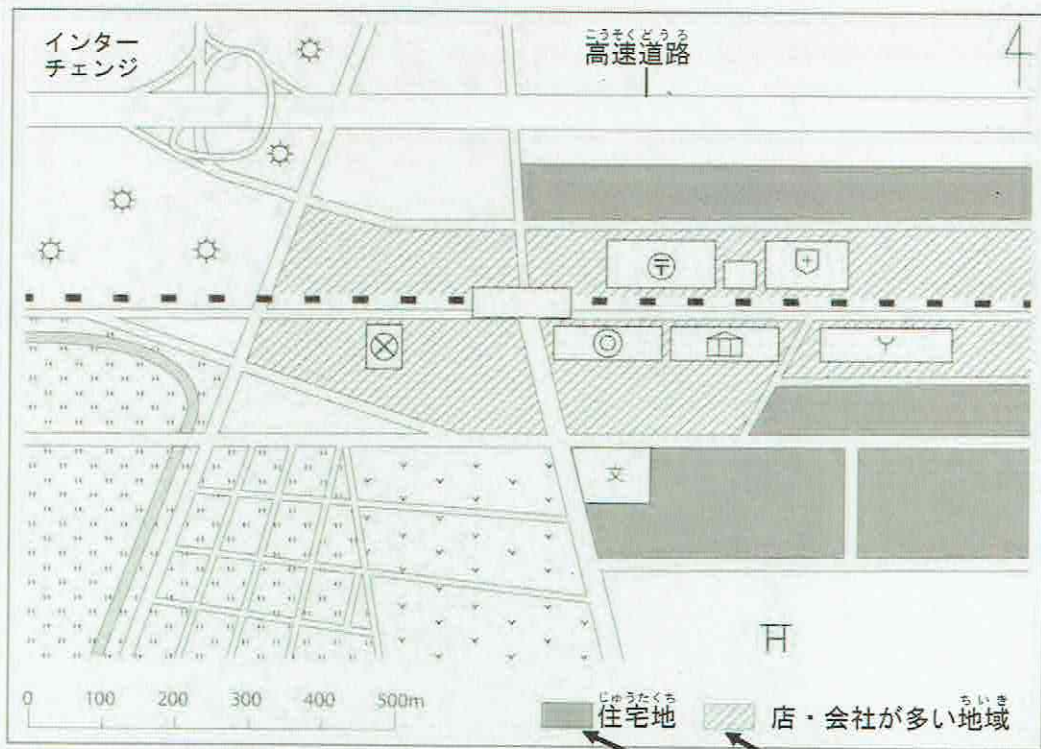 インター
チェンジ
こうそくどうろ
高速道路
文
0 100 200 300 400 500m
じゅうたくち
住宅地
ちいき
店・会社が多い地域